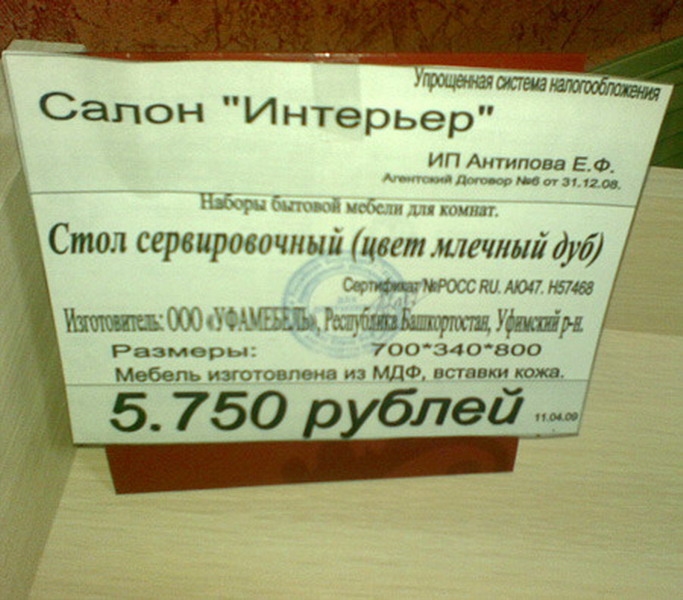 Упрощенная система налогообложения
Салон "Интерьер"
ИП Антипова Е.Ф.
Агентский Договор №6 от 31.12.08.
Наборы бытовой мебели для комнат.
Стол сервировочный (цвет млечный дуб)
Сертификат №РОСС RU. АЮ47. Н57468
Изготовитель: ООО «УФАМЕБЕЛЬ», Республика Башкортостан, Уфимский р-н.
Размеры: 700*340*800
Мебель изготовлена из МДФ, вставки кожа.
5.750 рублей 11.04.09